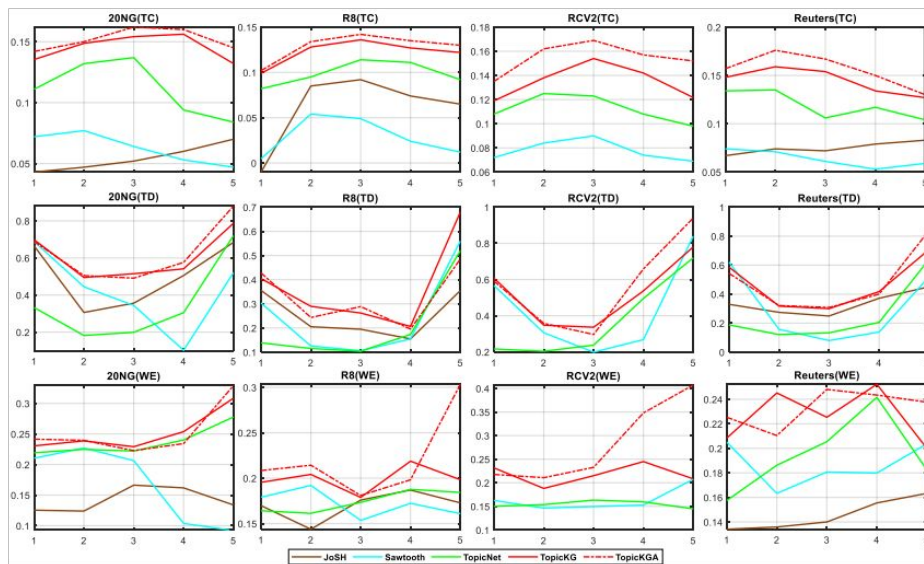 20NG(TC) R8(TC) RCV2(TC) Reuters(TC)
0.15 0.15 0.18 0.2
0.16
0.1 0.14 0.15
0.1 0.05 0.12
0.1 0.1
0 0.08
0.05 0.06 0.05
1 2 3 4 5 1 2 3 4 5 1 2 3 4 5 1 2 3 4 5
20NG(TD) R8(TD) RCV2(TD) Reuters(TD)
0.8 0.6 1 1
0.5 0.8 0.8
0.6 0.4 0.6 0.6
0.4 0.3 0.4 0.4
0.2 0.2 0.2
0.2 0.1 0.2 0
1 2 3 4 5 1 2 3 4 5 1 2 3 4 5 1 2 3 4 5
20NG(WE) R8(WE) RCV2(WE) Reuters(WE)
0.3 0.3 0.4 0.24
0.25 0.35 0.22
0.25 0.3 0.2
0.2 0.2 0.25 0.18
0.15 0.2 0.16
0.1 0.15 0.15 0.14
0.1
1 2 3 4 5 1 2 3 4 5 1 2 3 4 5 1 2 3 4 5
JoSH Sawtooth TopicNet TopicKG TopicKGA